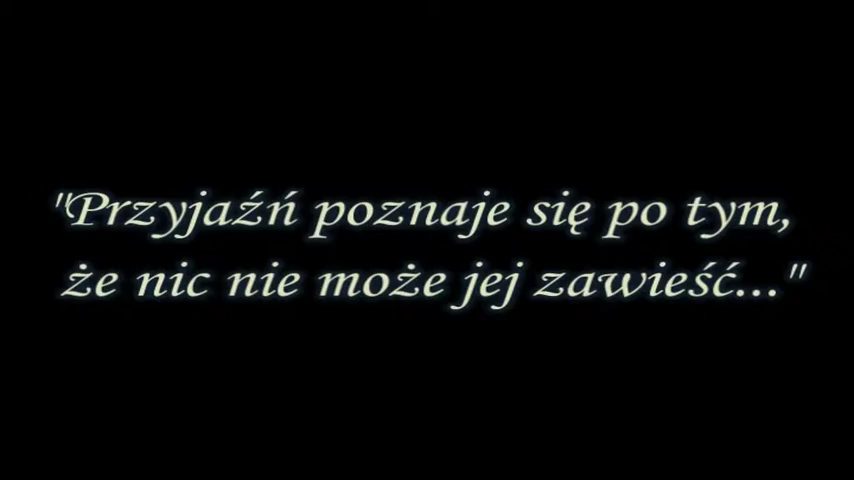 "Przyjaźń poznaje się po tym,
że nic nie może jej zawieść..."